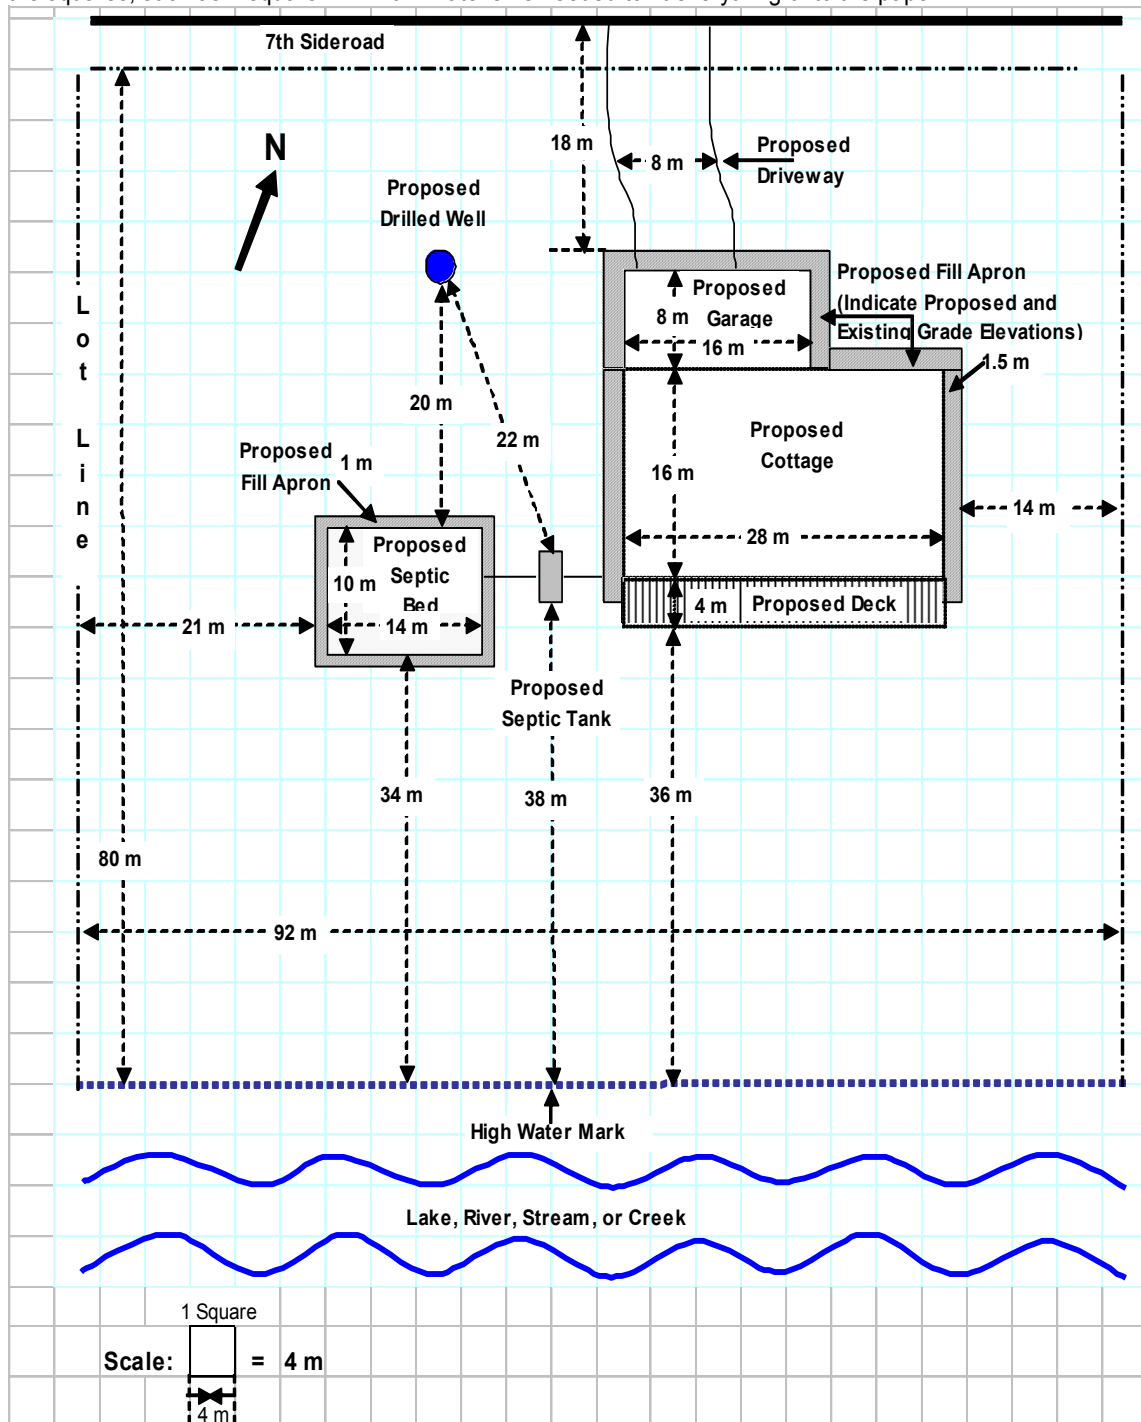 7th Sideroad
18 m
8 m
Proposed
Driveway
N
Proposed
Drilled Well
Proposed Fill Apron
(Indicate Proposed and
Existing Grade Elevations)
Proposed
Garage
8 m
16 m
1.5 m
Lot Line
20 m
22 m
Proposed
Cottage
16 m
28 m
14 m
Proposed
Fill Apron
1 m
Proposed
Septic
Bed
10 m
14 m
21 m
4 m
Proposed Deck
Proposed
Septic Tank
34 m
38 m
36 m
80 m
92 m
High Water Mark
Lake, River, Stream, or Creek
1 Square
Scale: = 4 m
4 m